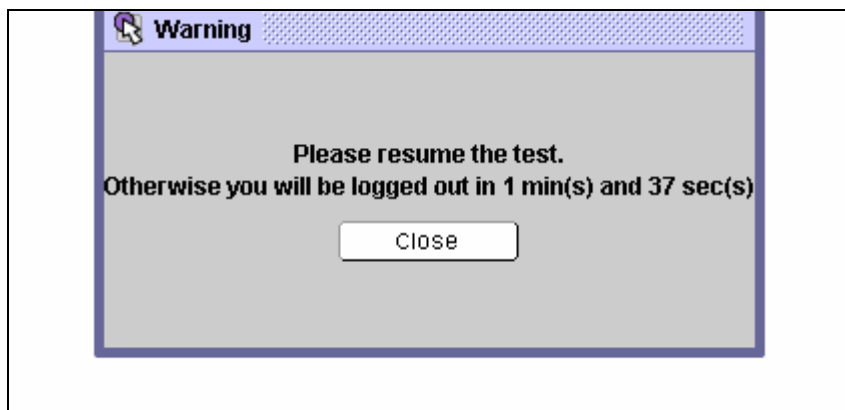 Warning
Please resume the test.
Otherwise you will be logged out in 1 min(s) and 37 sec(s)
Close